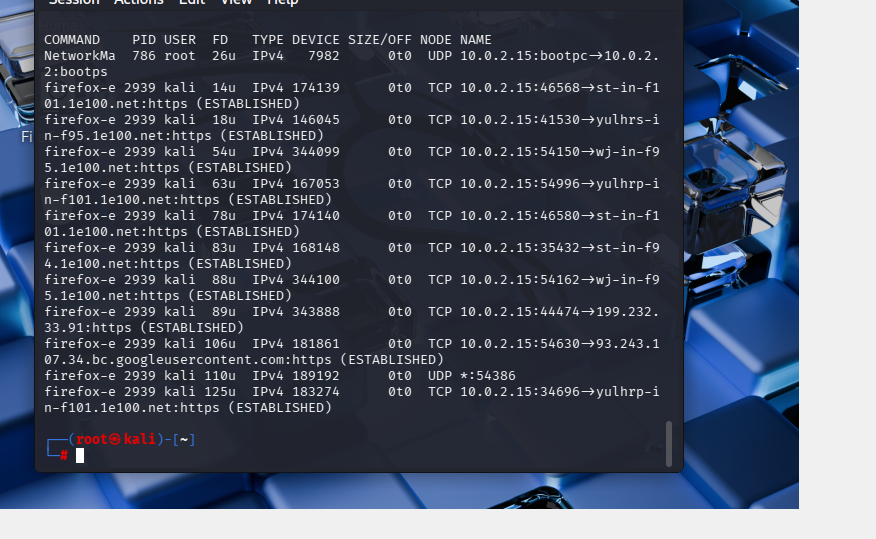 Session Actions Edit View Help
COMMAND PID USER FD TYPE DEVICE SIZE/OFF NODE NAME
NetworkMa 786 root 26u IPv4 7982 0t0 UDP 10.0.2.15:bootpc→10.0.2.
2:bootps
firefox-e 2939 kali 14u IPv4 174139 0t0 TCP 10.0.2.15:46568→st-in-f1
01.1e100.net:https (ESTABLISHED)
firefox-e 2939 kali 18u IPv4 146045 0t0 TCP 10.0.2.15:41530→yulhrs-i
n-f95.1e100.net:https (ESTABLISHED)
firefox-e 2939 kali 54u IPv4 344099 0t0 TCP 10.0.2.15:54150→wj-in-f9
5.1e100.net:https (ESTABLISHED)
firefox-e 2939 kali 63u IPv4 167053 0t0 TCP 10.0.2.15:54996→yulhrp-i
n-f101.1e100.net:https (ESTABLISHED)
firefox-e 2939 kali 78u IPv4 174140 0t0 TCP 10.0.2.15:46580→st-in-f1
01.1e100.net:https (ESTABLISHED)
firefox-e 2939 kali 83u IPv4 168148 0t0 TCP 10.0.2.15:35432→st-in-f9
4.1e100.net:https (ESTABLISHED)
firefox-e 2939 kali 88u IPv4 344100 0t0 TCP 10.0.2.15:54162→wj-in-f9
5.1e100.net:https (ESTABLISHED)
firefox-e 2939 kali 89u IPv4 343888 0t0 TCP 10.0.2.15:44474→199.232.
33.91:https (ESTABLISHED)
firefox-e 2939 kali 106u IPv4 181861 0t0 TCP 10.0.2.15:54630→93.243.1
07.34.bc.googleusercontent.com:https (ESTABLISHED)
firefox-e 2939 kali 110u IPv4 189192 0t0 UDP *:54386
firefox-e 2939 kali 125u IPv4 183274 0t0 TCP 10.0.2.15:34696→yulhrp-i
n-f101.1e100.net:https (ESTABLISHED)
┌──(root㉿kali)-[~]
└─#
Fi